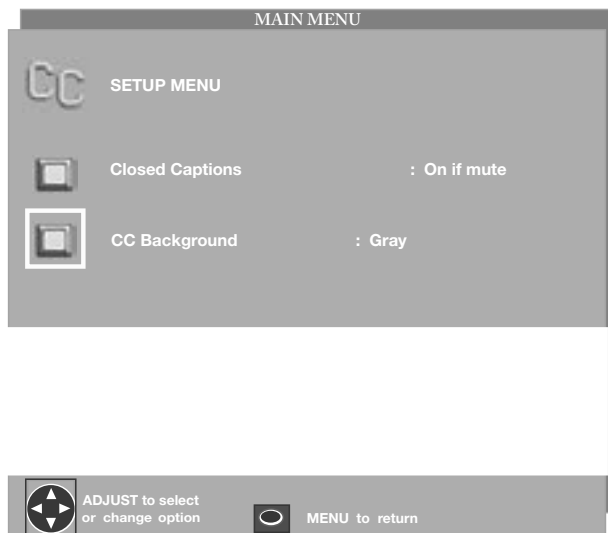 MAIN MENU
CC
SETUP MENU
Closed Captions : On if mute
CC Background : Gray
ADJUST to select
or change option
MENU to return